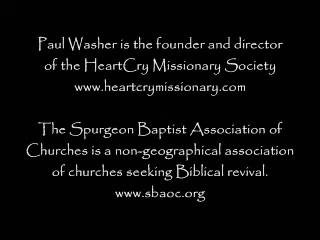 Paul Washer is the founder and director
of the HeartCry Missionary Society
www.heartcrymissionary.com
The Spurgeon Baptist Association of
Churches is a non-geographical association
of churches seeking Biblical revival.
www.sbaoc.org